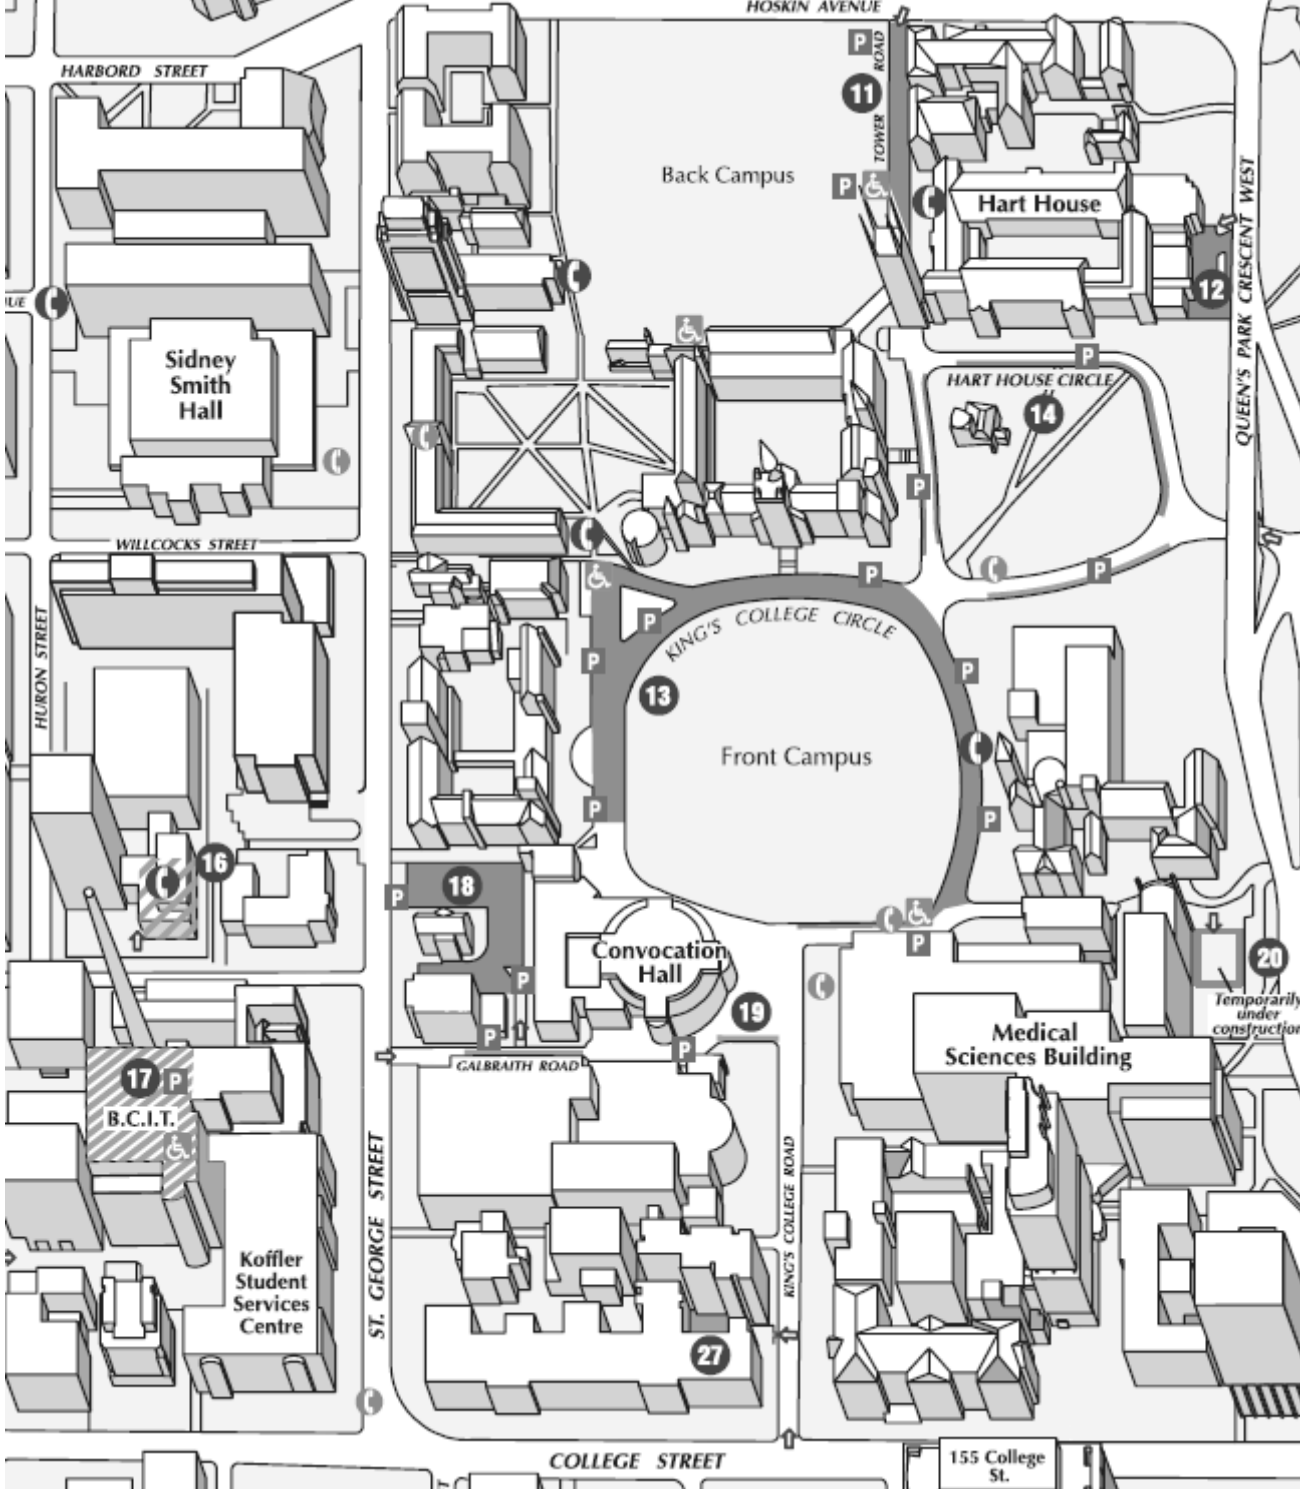 HOSKIN AVENUE
HARBORD STREET
P
11
TOWER ROAD
Back Campus
P
Hart House
QUEEN'S PARK CRESCENT WEST
12
UE
Sidney
Smith
Hall
P
HART HOUSE CIRCLE
14
P
WILLCOCKS STREET
P
P
HURON STREET
P
KING'S COLLEGE CIRCLE
P
P
13
Front Campus
P
P
16
18
P
Convocation
Hall
P
20
P
19
Temporarily
under
construction
Medical
Sciences Building
P
P
GALBRAITH ROAD
17
P
B.C.I.T.
ST. GEORGE STREET
KING'S COLLEGE ROAD
Koffler
Student
Services
Centre
27
COLLEGE STREET
155 College
St.